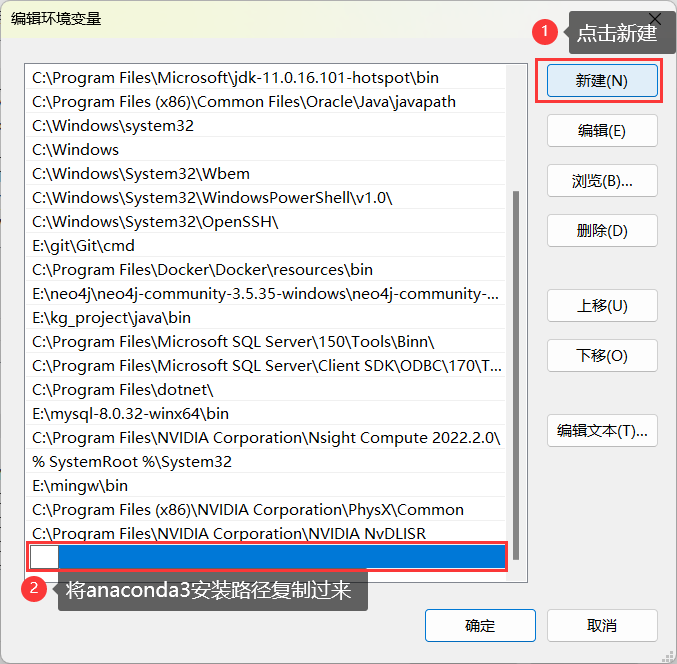 编辑环境变量
1 点击新建
C:\Program Files\Microsoft\jdk-11.0.16.101-hotspot\bin
新建(N)
C:\Program Files (x86)\Common Files\Oracle\Java\javapath
C:\Windows\system32
编辑(E)
C:\Windows
C:\Windows\System32\Wbem
浏览(B)...
C:\Windows\System32\WindowsPowerShell\v1.0\
C:\Windows\System32\OpenSSH\
删除(D)
E:\git\Git\cmd
C:\Program Files\Docker\Docker\resources\bin
E:\neo4j\neo4j-community-3.5.35-windows\neo4j-community-...
上移(U)
E:\kg_project\java\bin
C:\Program Files\Microsoft SQL Server\150\Tools\Binn\
下移(O)
C:\Program Files\Microsoft SQL Server\Client SDK\ODBC\170\T...
C:\Program Files\dotnet\
E:\mysql-8.0.32-winx64\bin
编辑文本(T)...
C:\Program Files\NVIDIA Corporation\Nsight Compute 2022.2.0\
% SystemRoot %\System32
E:\mingw\bin
C:\Program Files (x86)\NVIDIA Corporation\PhysX\Common
C:\Program Files\NVIDIA Corporation\NVIDIA NvDLISR
2 将anaconda3安装路径复制过来
确定
取消